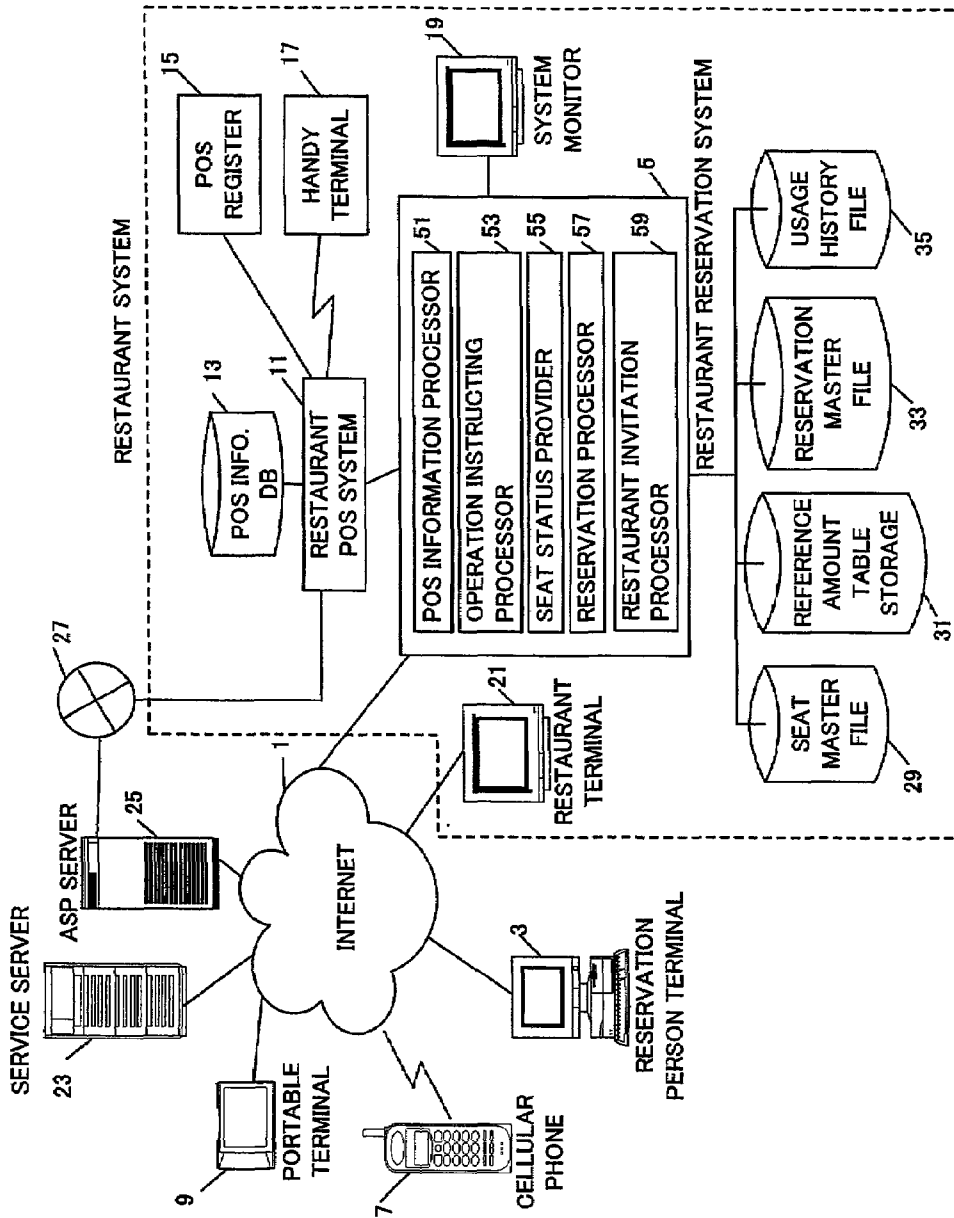 RESTAURANT SYSTEM
SERVICE SERVER
23
ASP SERVER
25
27
13
POS INFO.
DB
11
RESTAURANT
POS SYSTEM
15
POS
REGISTER
17
HANDY
TERMINAL
9
PORTABLE
TERMINAL
1
INTERNET
7
CELLULAR
PHONE
3
RESERVATION
PERSON TERMINAL
21
RESTAURANT
TERMINAL
19
SYSTEM
MONITOR
5
POS INFORMATION PROCESSOR
51
OPERATION INSTRUCTING
PROCESSOR
53
SEAT STATUS PROVIDER
55
RESERVATION PROCESSOR
57
RESTAURANT INVITATION
PROCESSOR
59
RESTAURANT RESERVATION SYSTEM
SEAT
MASTER
FILE
29
REFERENCE
AMOUNT
TABLE
STORAGE
31
RESERVATION
MASTER
FILE
33
USAGE
HISTORY
FILE
35